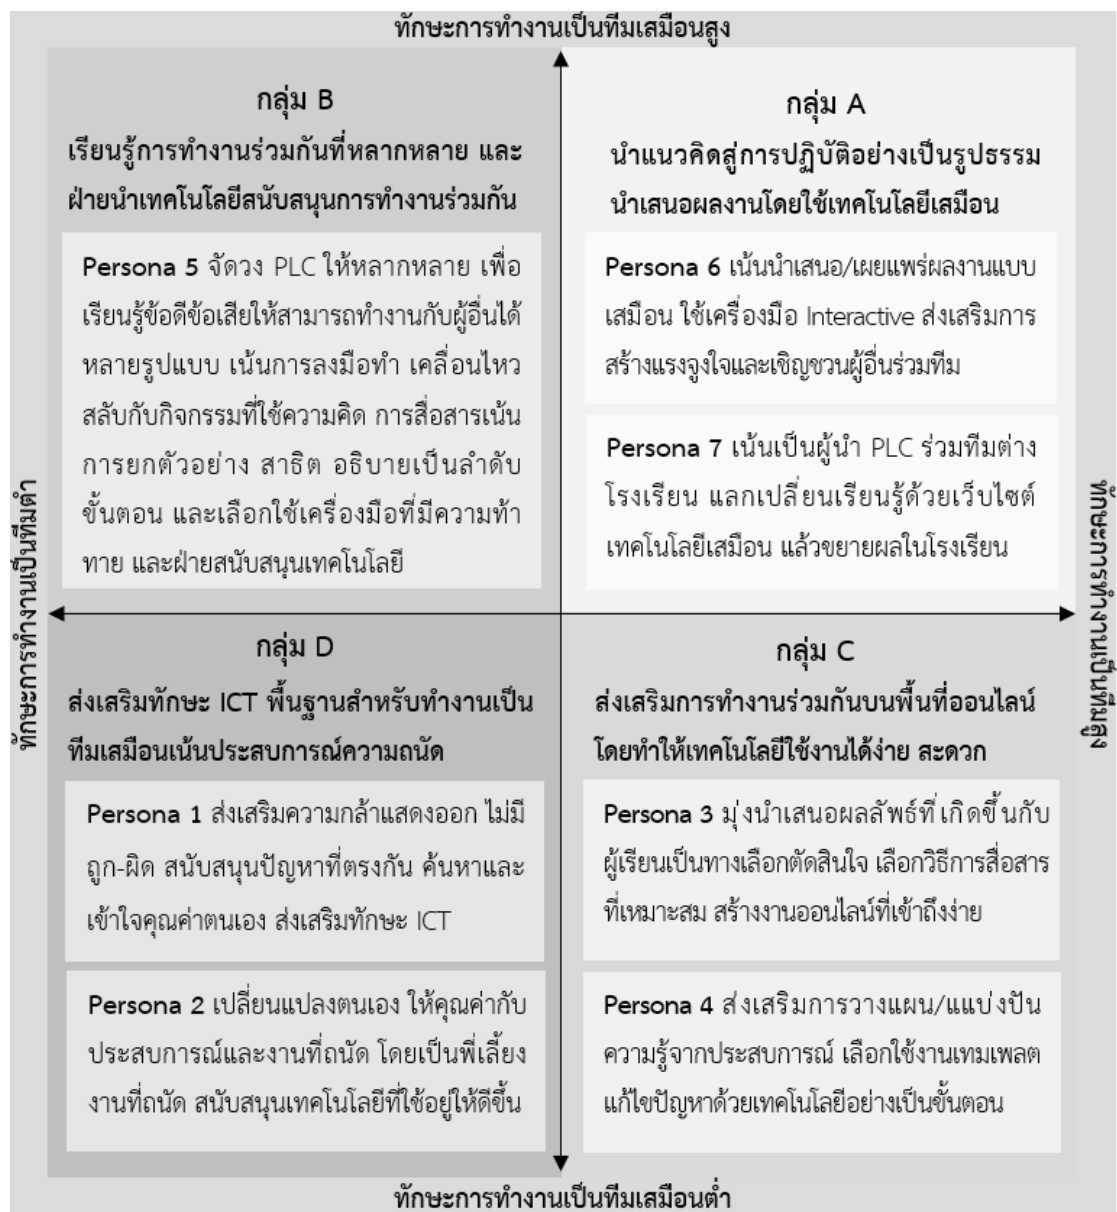 ทักษะการทำงานเป็นทีมเสมือนสูง
กลุ่ม B
เรียนรู้การทำงานร่วมกันที่หลากหลาย และ
ฝ่ายนำเทคโนโลยีสนับสนุนการทำงานร่วมกัน
Persona 5 จัดวง PLC ให้หลากหลาย เพื่อ
เรียนรู้ข้อดีข้อเสียให้สามารถทำงานกับผู้อื่นได้
หลายรูปแบบ เน้นการลงมือทำ เคลื่อนไหว
สลับกับกิจกรรมที่ใช้ความคิด การสื่อสารเน้น
การยกตัวอย่าง สาธิต อธิบายเป็นลำดับ
ขั้นตอน และเลือกใช้เครื่องมือที่มีความท้า
ทาย และฝ่ายสนับสนุนเทคโนโลยี
กลุ่ม A
นำแนวคิดสู่การปฏิบัติอย่างเป็นรูปธรรม
นำเสนอผลงานโดยใช้เทคโนโลยีเสมือน
Persona 6 เน้นนำเสนอ/เผยแพร่ผลงานแบบ
เสมือน ใช้เครื่องมือ Interactive ส่งเสริมการ
สร้างแรงจูงใจและเชิญชวนผู้อื่นร่วมทีม
Persona 7 เน้นเป็นผู้นำ PLC ร่วมทีมต่าง
โรงเรียน แลกเปลี่ยนเรียนรู้ด้วยเว็บไซต์
เทคโนโลยีเสมือน แล้วขยายผลในโรงเรียน
ทักษะการทำงานเป็นทีมต่ำ
ทักษะการทำงานเป็นทีมสูง
กลุ่ม D
ส่งเสริมทักษะ ICT พื้นฐานสำหรับทำงานเป็น
ทีมเสมือนเน้นประสบการณ์ความถนัด
Persona 1 ส่งเสริมความกล้าแสดงออก ไม่มี
ถูก-ผิด สนับสนุนปัญหาที่ตรงกัน ค้นหาและ
เข้าใจคุณค่าตนเอง ส่งเสริมทักษะ ICT
Persona 2 เปลี่ยนแปลงตนเอง ให้คุณค่ากับ
ประสบการณ์และงานที่ถนัด โดยเป็นพี่เลี้ยง
งานที่ถนัด สนับสนุนเทคโนโลยีที่ใช้อยู่ให้ดีขึ้น
กลุ่ม C
ส่งเสริมการทำงานร่วมกันบนพื้นที่ออนไลน์
โดยทำให้เทคโนโลยีใช้งานได้ง่าย สะดวก
Persona 3 มุ่งนำเสนอผลลัพธ์ที่เกิดขึ้นกับ
ผู้เรียนเป็นทางเลือกตัดสินใจ เลือกวิธีการสื่อสาร
ที่เหมาะสม สร้างงานออนไลน์ที่เข้าถึงง่าย
Persona 4 ส่งเสริมการวางแผน/แแบ่งปัน
ความรู้จากประสบการณ์ เลือกใช้งานเทมเพลต
แก้ไขปัญหาด้วยเทคโนโลยีอย่างเป็นขั้นตอน
ทักษะการทำงานเป็นทีมเสมือนต่ำ